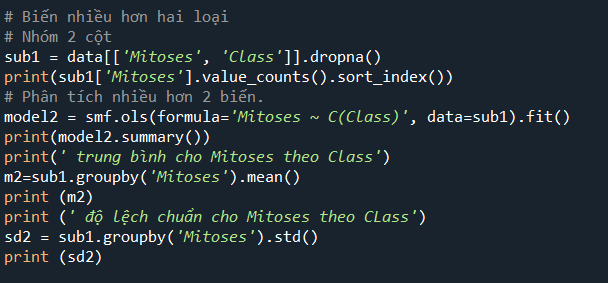 # Biến nhiều hơn hai loại
# Nhóm 2 cột
sub1 = data[['Mitoses', 'Class']].dropna()
print(sub1['Mitoses'].value_counts().sort_index())
# Phân tích nhiều hơn 2 biến.
model2 = smf.ols(formula='Mitoses ~ C(Class)', data=sub1).fit()
print(model2.summary())
print(' trung bình cho Mitoses theo Class')
m2=sub1.groupby('Mitoses').mean()
print (m2)
print (' độ lệch chuẩn cho Mitoses theo CLass')
sd2 = sub1.groupby('Mitoses').std()
print (sd2)